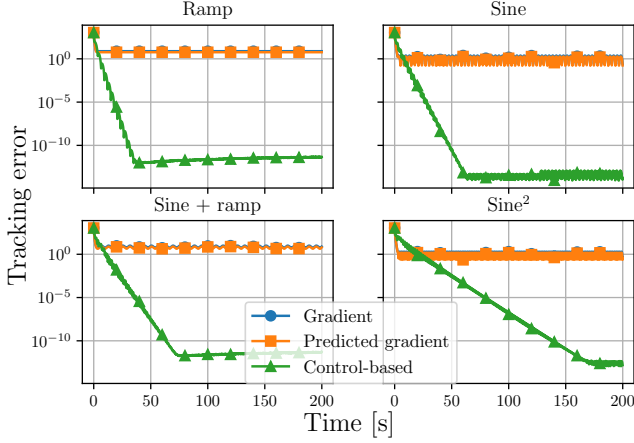 Ramp
Sine
10^0
10^-5
10^-10
Sine + ramp
Sine^2
10^0
10^-5
10^-10
Tracking error
Gradient
Predicted gradient
Control-based
0 50 100 150 200
0 50 100 150 200
Time [s]